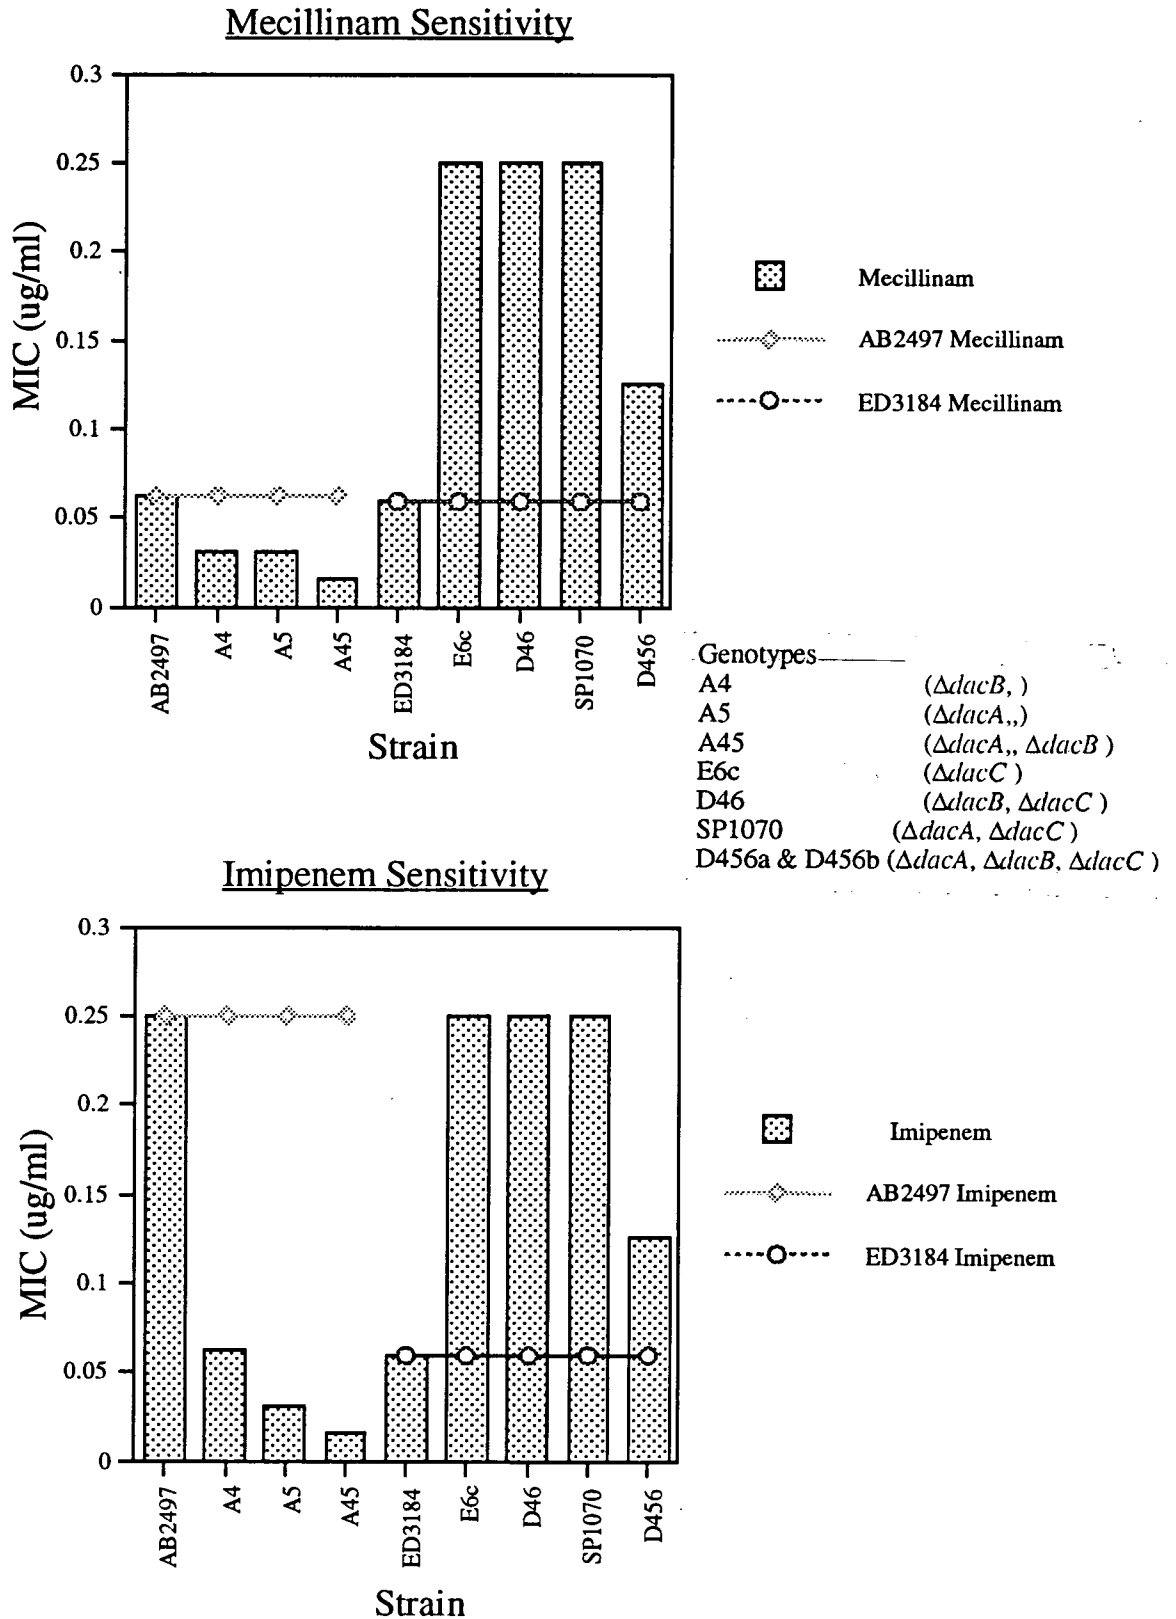 Mecillinam Sensitivity
0.3
0.25
0.2
0.15
0.1
0.05
0
MIC (ug/ml)
AB2497
A4
A5
A45
ED3184
E6c
D46
SP1070
D456
Strain
Mecillinam
AB2497 Mecillinam
ED3184 Mecillinam
Genotypes
A4 (ΔdacB, )
A5 (ΔdacA,,)
A45 (ΔdacA,, ΔdacB )
E6c (ΔdacC )
D46 (ΔdacB, ΔdacC )
SP1070 (ΔdacA, ΔdacC )
D456a & D456b (ΔdacA, ΔdacB, ΔdacC )
Imipenem Sensitivity
0.3
0.25
0.2
0.15
0.1
0.05
0
MIC (ug/ml)
AB2497
A4
A5
A45
ED3184
E6c
D46
SP1070
D456
Strain
Imipenem
AB2497 Imipenem
ED3184 Imipenem